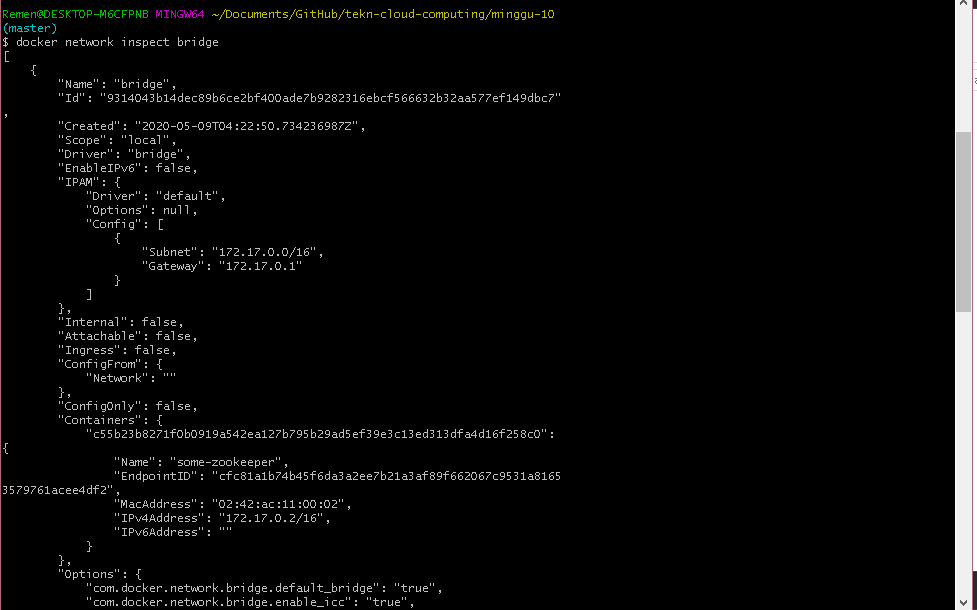 Remen@DESKTOP-M6CFPNB MINGW64 ~/Documents/GitHub/tekn-cloud-computing/minggu-10
(master)
$ docker network inspect bridge
[
    {
        "Name": "bridge",
        "Id": "9314043b14dec89b6ce2bf400ade7b9282316ebcf566632b32aa577ef149dbc7"
,
        "Created": "2020-05-09T04:22:50.734236987Z",
        "Scope": "local",
        "Driver": "bridge",
        "EnableIPv6": false,
        "IPAM": {
            "Driver": "default",
            "Options": null,
            "Config": [
                {
                    "Subnet": "172.17.0.0/16",
                    "Gateway": "172.17.0.1"
                }
            ]
        },
        "Internal": false,
        "Attachable": false,
        "Ingress": false,
        "ConfigFrom": {
            "Network": ""
        },
        "ConfigOnly": false,
        "Containers": {
            "c55b23b8271f0b0919a542ea127b795b29ad5ef39e3c13ed313dfa4d16f258c0":
{
                "Name": "some-zookeeper",
                "EndpointID": "cfc81a1b74b45f6da3a2ee7b21a3af89f662067c9531a8165
3579761acee4df2",
                "MacAddress": "02:42:ac:11:00:02",
                "IPv4Address": "172.17.0.2/16",
                "IPv6Address": ""
            }
        },
        "Options": {
            "com.docker.network.bridge.default_bridge": "true",
            "com.docker.network.bridge.enable_icc": "true",